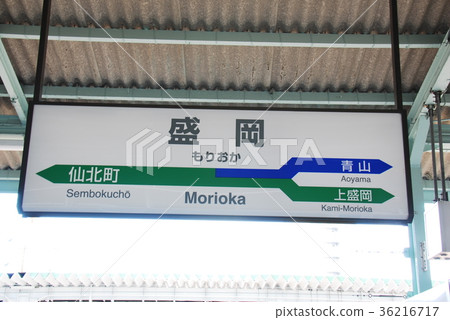 盛岡
もりおか
仙北町
Sembokuchō
Morioka
青山
Aoyama
上盛岡
Kami-Morioka
PIXTA
36216717